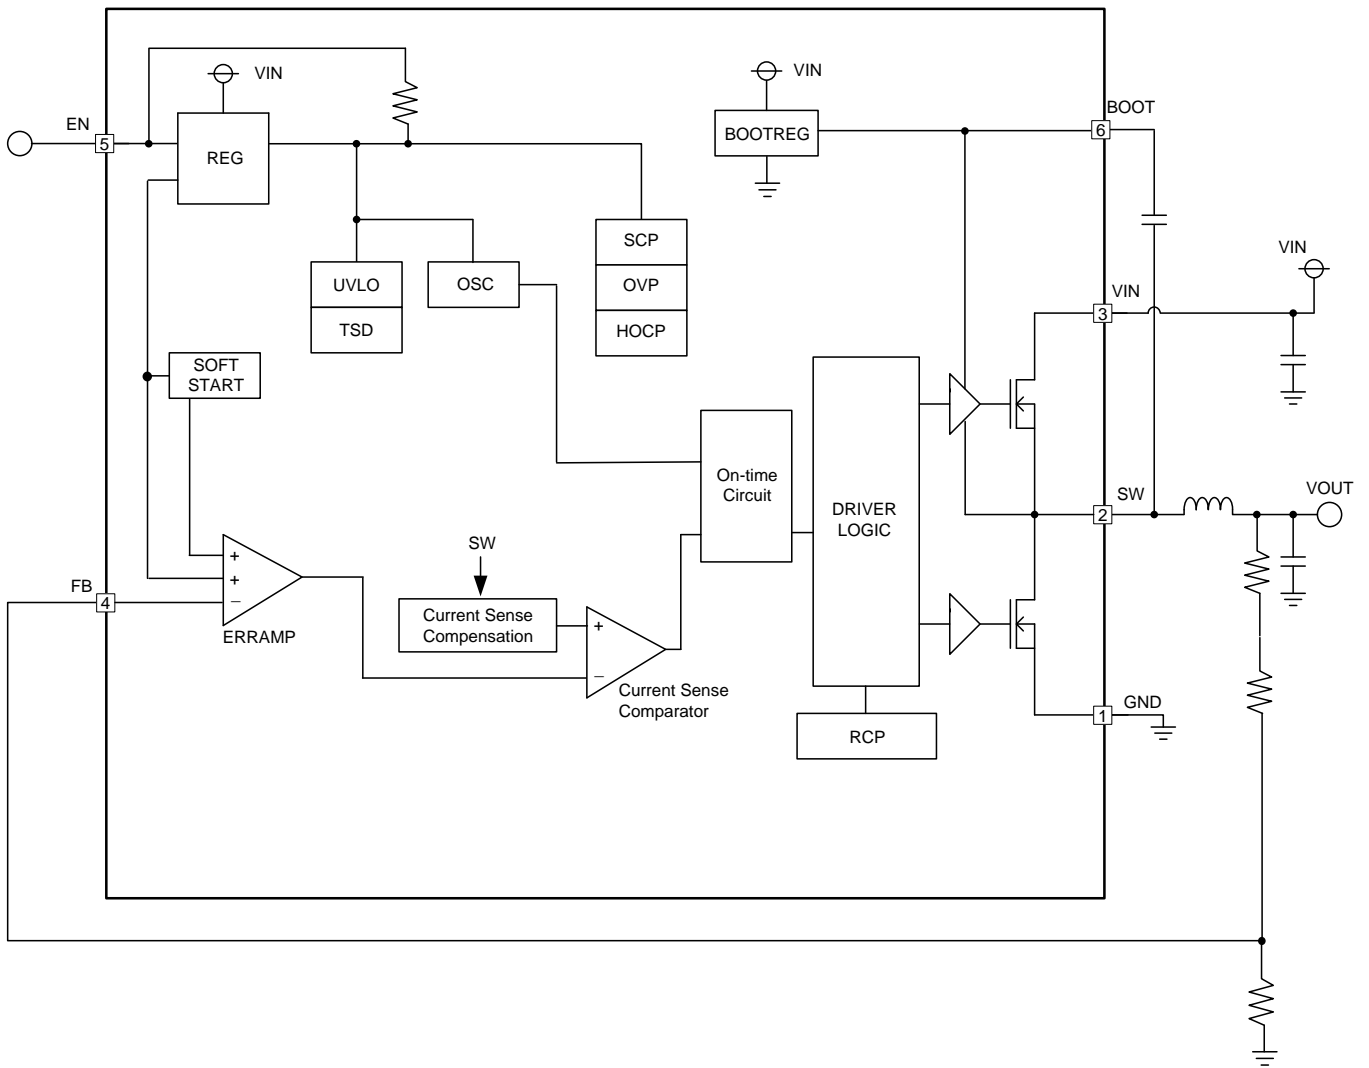 VIN
EN
5
REG
VIN
BOOTREG
BOOT
6
SCP
OVP
HOCP
UVLO
TSD
OSC
VIN
VIN
3
SOFT
START
On-time
Circuit
DRIVER
LOGIC
SW
2
VOUT
SW
+
+
−
ERRAMP
FB
4
Current Sense
Compensation
+
−
Current Sense
Comparator
RCP
GND
1